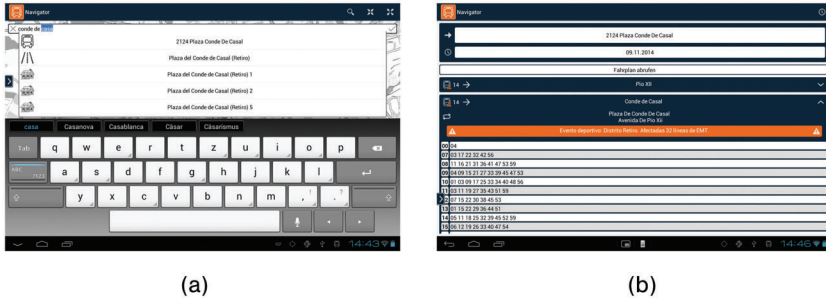 Navigator
conde de casa
2124 Plaza Conde De Casal
Plaza del Conde de Casal (Retiro)
Plaza del Conde de Casal (Retiro) 1
Plaza del Conde de Casal (Retiro) 2
Plaza del Conde de Casal (Retiro) 5
casa Casanova Casablanca Cäsar Cäsarismus
Tab q w e r t z u i o p
ABC a s d f g h j k l
y x c v b n m , ! . ?
14:43
(a)
Navigator
2124 Plaza Conde De Casal
09.11.2014
Fahrplan abrufen
14 → Pio XII
14 → Conde de Casal
Plaza De Conde De Casal
Avenida De Pio Xii
Evento deportivo: Distrito Retiro. Afectadas 32 líneas de EMT.
00 04
07 03 17 22 32 42 56
08 11 16 21 31 36 41 47 53 59
09 04 09 15 21 27 33 39 45 47 53
10 01 03 09 17 25 33 34 40 48 56
11 03 11 19 27 35 43 51 59
12 07 15 22 30 38 45 53
13 01 15 22 29 36 44 51
14 05 11 18 25 32 39 45 52 59
15 06 12 19 26 33 40 47 54
14:46
(b)